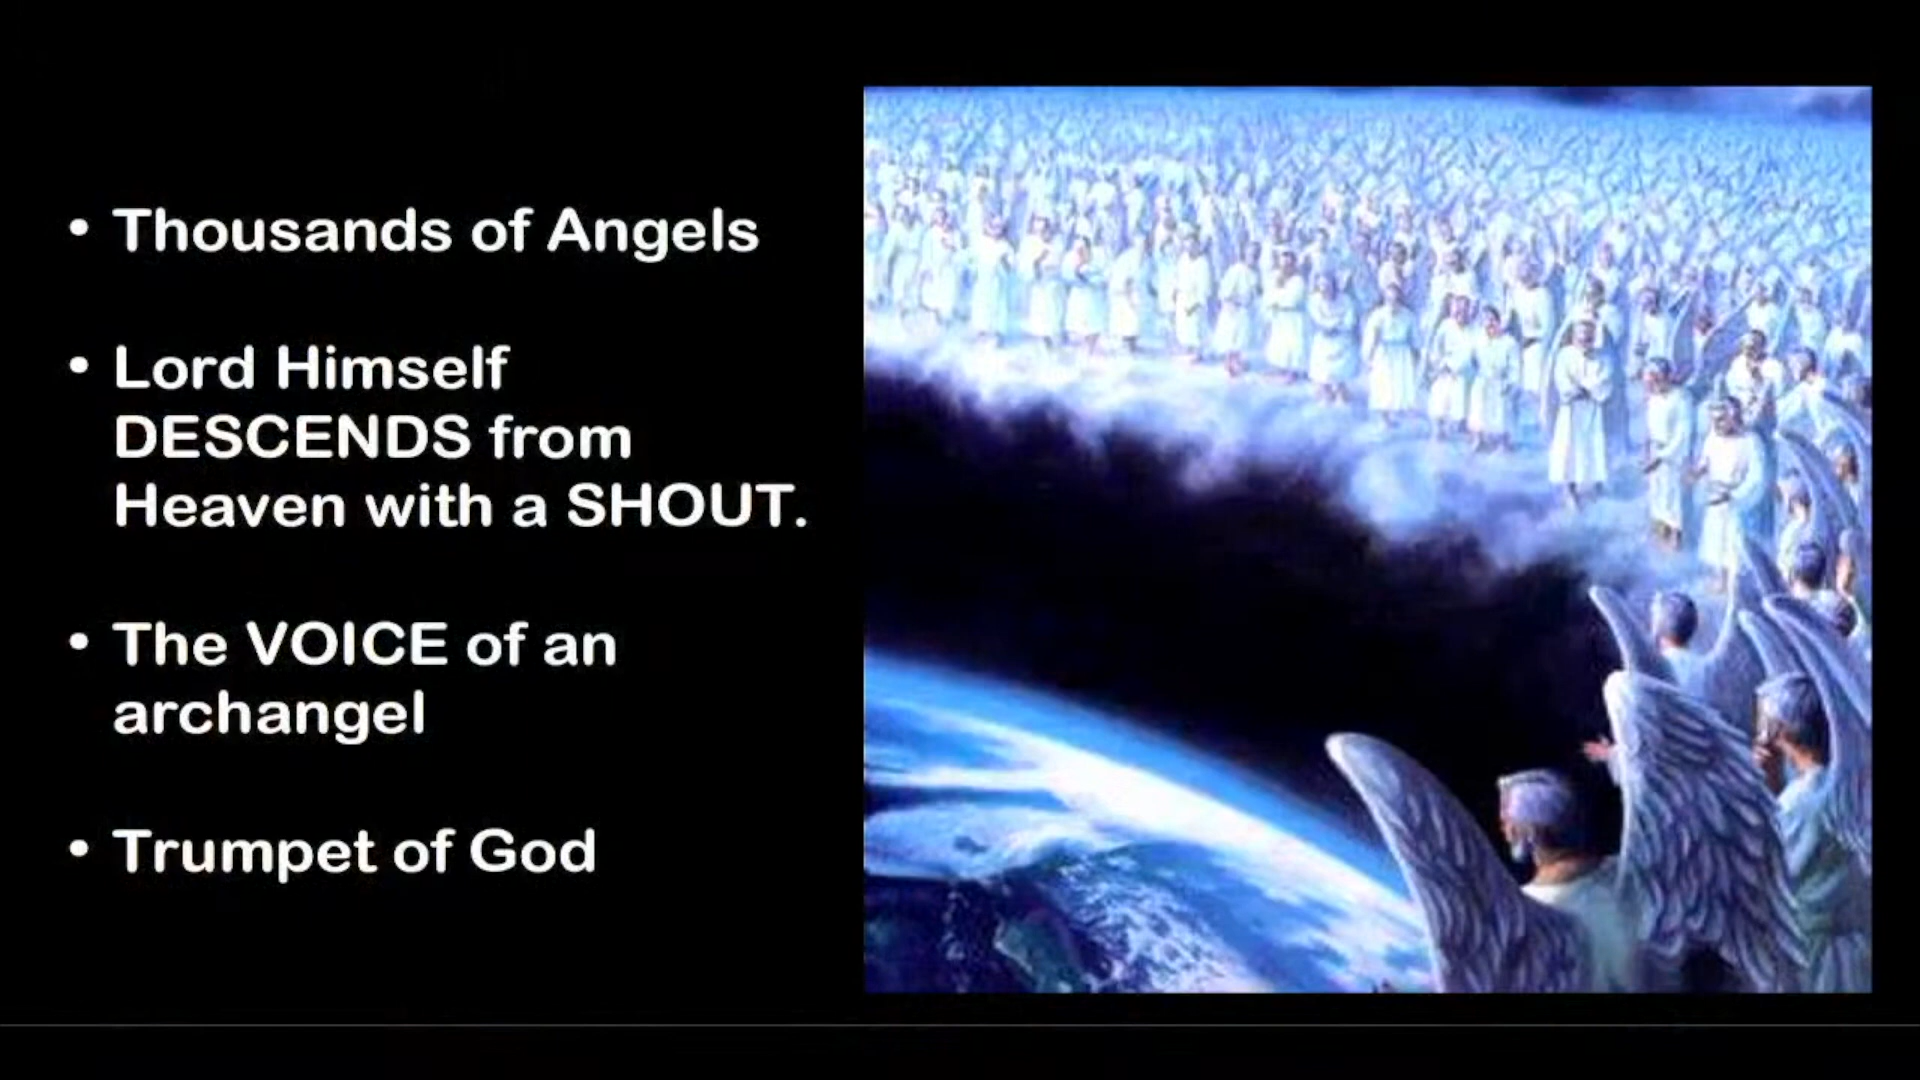 • Thousands of Angels
• Lord Himself
DESCENDS from
Heaven with a SHOUT.
• The VOICE of an
archangel
• Trumpet of God